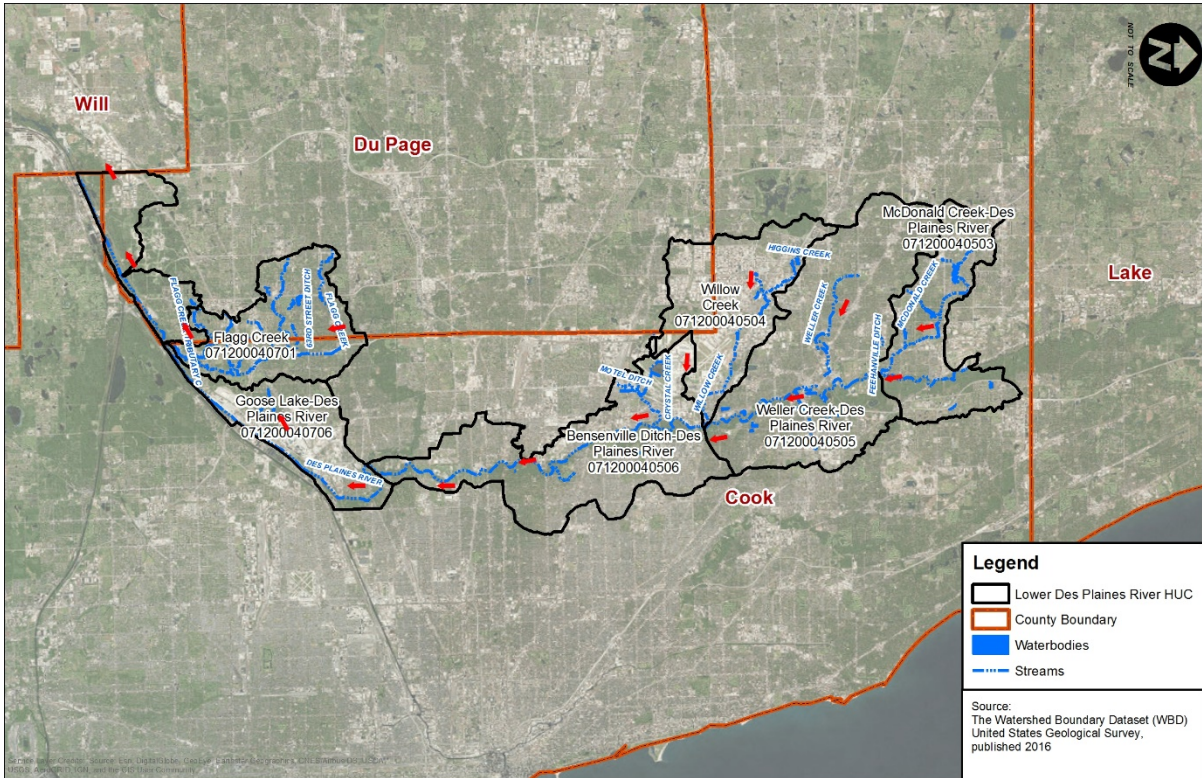 NOT TO SCALE
N
Will
Du Page
Lake
Cook
McDonald Creek-Des
Plaines River
071200040503
HIGGINS CREEK
Willow
Creek
071200040504
WELLER CREEK
MCDONALD CREEK
FEEHANVILLE DITCH
FLAGG CREEK TRIBUTARY C
63RD STREET DITCH
FLAGG CREEK
Flagg Creek
071200040701
MOTEL DITCH
CRYSTAL CREEK
WILLOW CREEK
Goose Lake-Des
Plaines River
071200040706
Weller Creek-Des
Plaines River
071200040505
Bensenville Ditch-Des
Plaines River
071200040506
DES PLAINES RIVER
Legend
Lower Des Plaines River HUC
County Boundary
Waterbodies
Streams
Source:
The Watershed Boundary Dataset (WBD)
United States Geological Survey,
published 2016